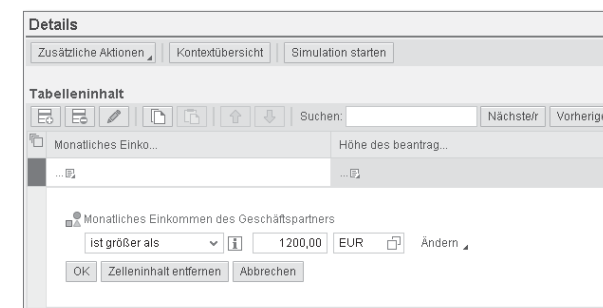 Details
Zusätzliche Aktionen Kontextübersicht Simulation starten
Tabelleninhalt
Suchen: Nächste/r Vorherige
Monatliches Einko... Höhe des beantrag...
... ...
Monatliches Einkommen des Geschäftspartners
ist größer als 1200,00 EUR Ändern
OK Zelleninhalt entfernen Abbrechen